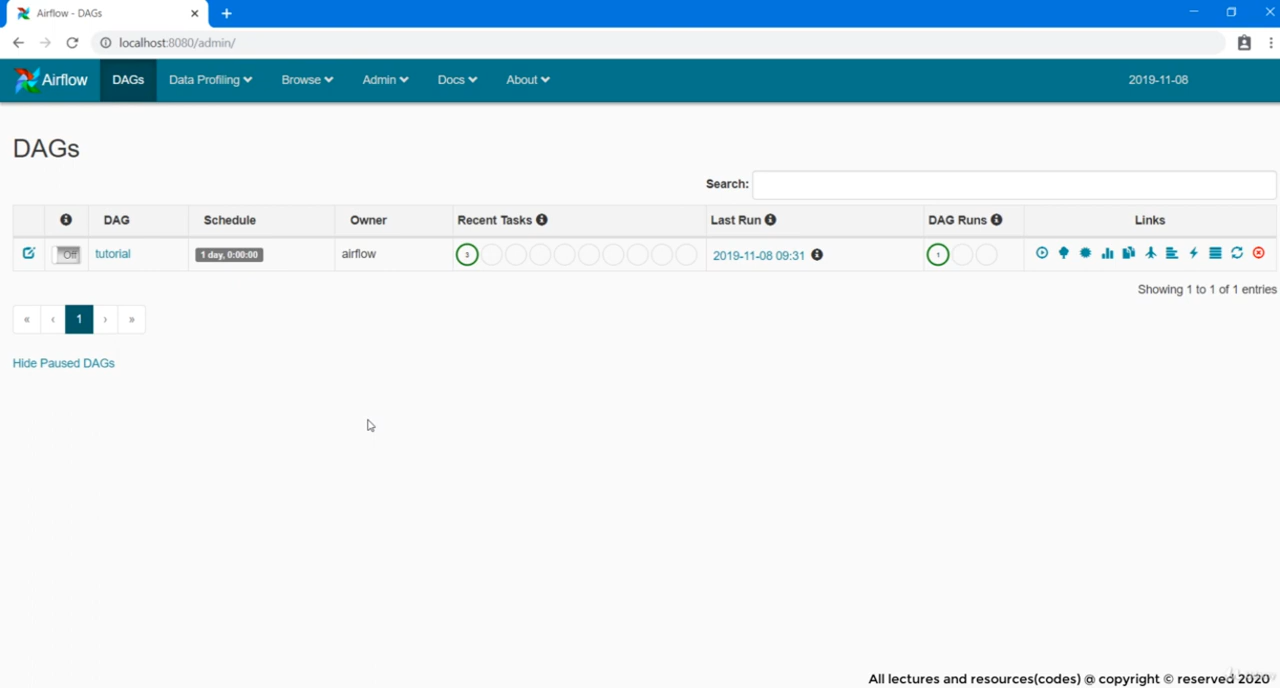 Airflow - DAGs
localhost:8080/admin/
Airflow DAGs Data Profiling Browse Admin Docs About 2019-11-08
DAGs
Search:
DAG Schedule Owner Recent Tasks Last Run DAG Runs Links
Off tutorial 1 day, 0:00:00 airflow 3 2019-11-08 09:31 1
Showing 1 to 1 of 1 entries
« ‹ 1 › »
Hide Paused DAGs
All lectures and resources(codes) @ copyright © reserved 2020